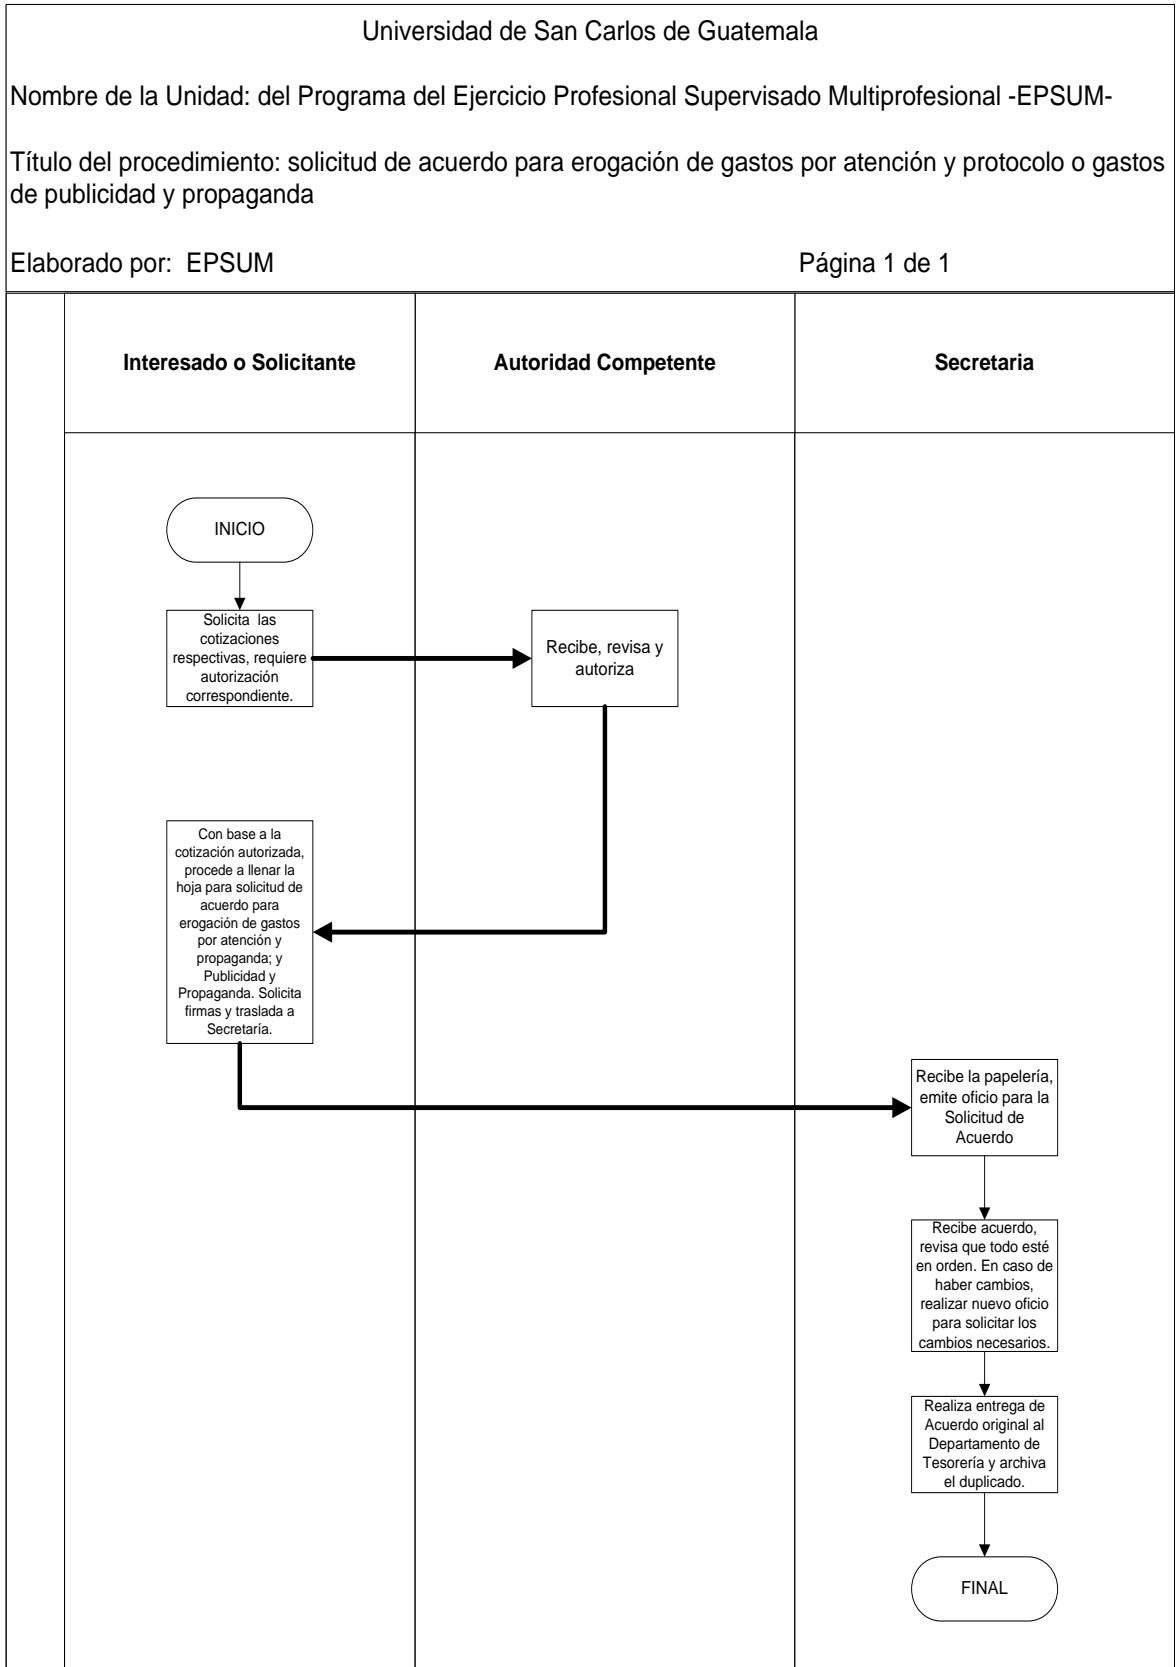 Universidad de San Carlos de Guatemala
Nombre de la Unidad: del Programa del Ejercicio Profesional Supervisado Multiprofesional -EPSUM-
Título del procedimiento: solicitud de acuerdo para erogación de gastos por atención y protocolo o gastos
de publicidad y propaganda
Elaborado por: EPSUM
Página 1 de 1
Interesado o Solicitante
Autoridad Competente
Secretaria
INICIO
Solicita las
cotizaciones
respectivas, requiere
autorización
correspondiente.
Recibe, revisa y
autoriza
Con base a la
cotización autorizada,
procede a llenar la
hoja para solicitud de
acuerdo para
erogación de gastos
por atención y
propaganda; y
Publicidad y
Propaganda. Solicita
firmas y traslada a
Secretaría.
Recibe la papelería,
emite oficio para la
Solicitud de
Acuerdo
Recibe acuerdo,
revisa que todo esté
en orden. En caso de
haber cambios,
realizar nuevo oficio
para solicitar los
cambios necesarios.
Realiza entrega de
Acuerdo original al
Departamento de
Tesorería y archiva
el duplicado.
FINAL